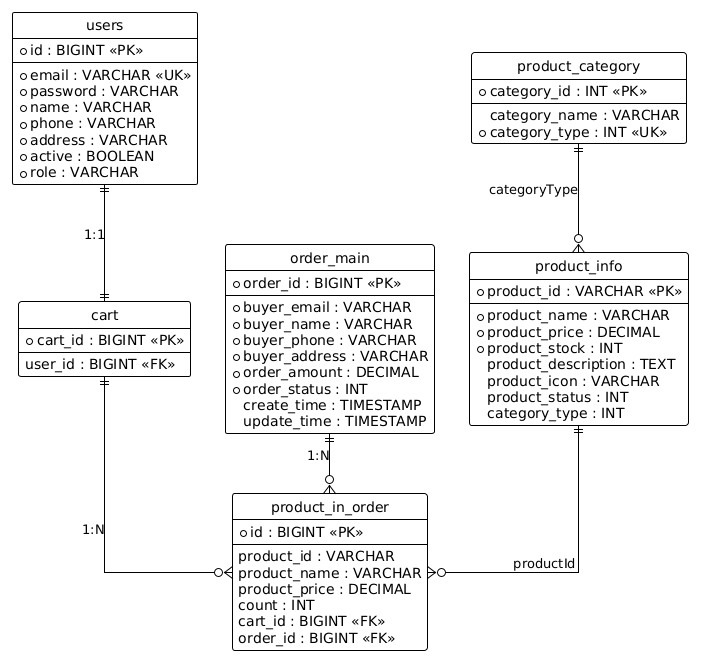 users
id : BIGINT «PK»
email : VARCHAR «UK»
password : VARCHAR
name : VARCHAR
phone : VARCHAR
address : VARCHAR
active : BOOLEAN
role : VARCHAR
product_category
category_id : INT «PK»
category_name : VARCHAR
category_type : INT «UK»
categoryType
1:1
order_main
order_id : BIGINT «PK»
buyer_email : VARCHAR
buyer_name : VARCHAR
buyer_phone : VARCHAR
buyer_address : VARCHAR
order_amount : DECIMAL
order_status : INT
create_time : TIMESTAMP
update_time : TIMESTAMP
product_info
product_id : VARCHAR «PK»
product_name : VARCHAR
product_price : DECIMAL
product_stock : INT
product_description : TEXT
product_icon : VARCHAR
product_status : INT
category_type : INT
cart
cart_id : BIGINT «PK»
user_id : BIGINT «FK»
1:N
1:N
product_in_order
id : BIGINT «PK»
product_id : VARCHAR
product_name : VARCHAR
product_price : DECIMAL
count : INT
cart_id : BIGINT «FK»
order_id : BIGINT «FK»
productId